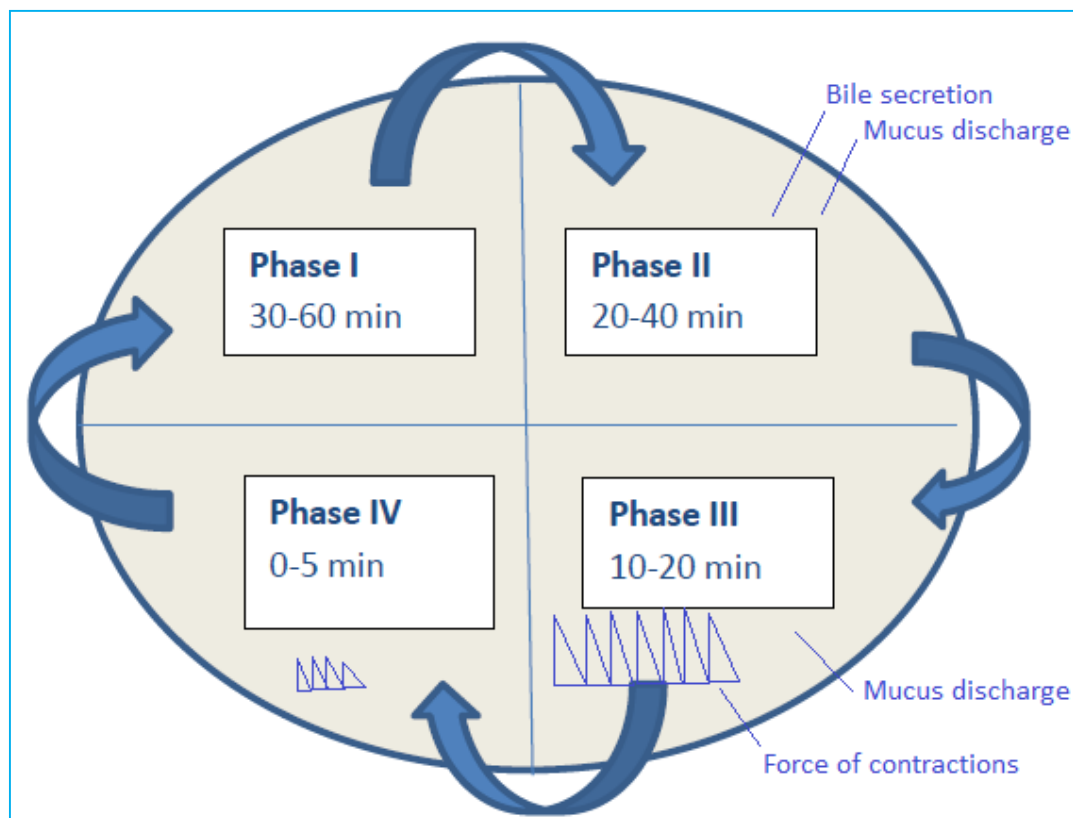 Bile secretion
Mucus discharge
Phase I
30-60 min
Phase II
20-40 min
Phase IV
0-5 min
Phase III
10-20 min
Mucus discharge
Force of contractions